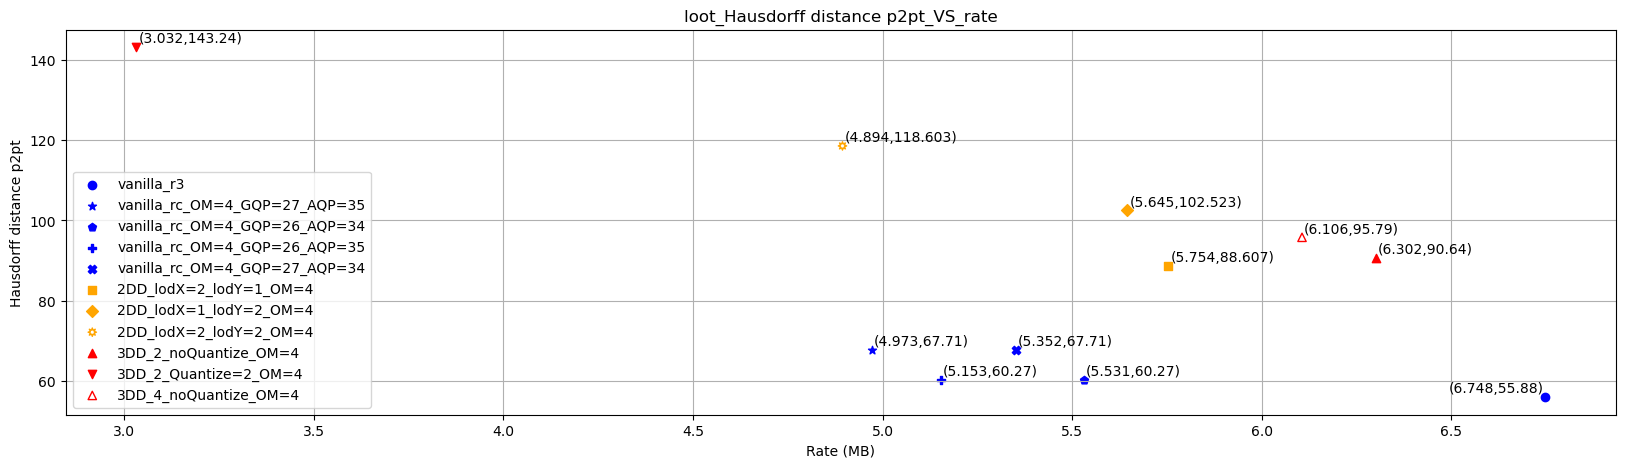 loot_Hausdorff distance p2pt_VS_rate
(3.032,143.24)
(4.894,118.603)
(5.645,102.523)
(6.106,95.79)
(6.302,90.64)
(5.754,88.607)
(4.973,67.71)
(5.352,67.71)
(5.153,60.27)
(5.531,60.27)
(6.748,55.88)
Hausdorff distance p2pt
140
120
100
80
60
vanilla_r3
vanilla_rc_OM=4_GQP=27_AQP=35
vanilla_rc_OM=4_GQP=26_AQP=34
vanilla_rc_OM=4_GQP=26_AQP=35
vanilla_rc_OM=4_GQP=27_AQP=34
2DD_lodX=2_lodY=1_OM=4
2DD_lodX=1_lodY=2_OM=4
2DD_lodX=2_lodY=2_OM=4
3DD_2_noQuantize_OM=4
3DD_2_Quantize=2_OM=4
3DD_4_noQuantize_OM=4
3.0 3.5 4.0 4.5 5.0 5.5 6.0 6.5
Rate (MB)